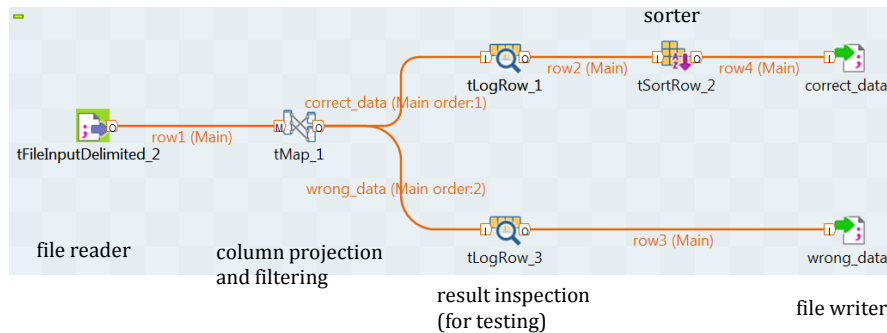 sorter
tLogRow_1
row2 (Main)
tSortRow_2
row4 (Main)
correct_data
correct_data (Main order:1)
tFileInputDelimited_2
row1 (Main)
tMap_1
wrong_data (Main order:2)
tLogRow_3
row3 (Main)
wrong_data
file reader
column projection
and filtering
result inspection
(for testing)
file writer